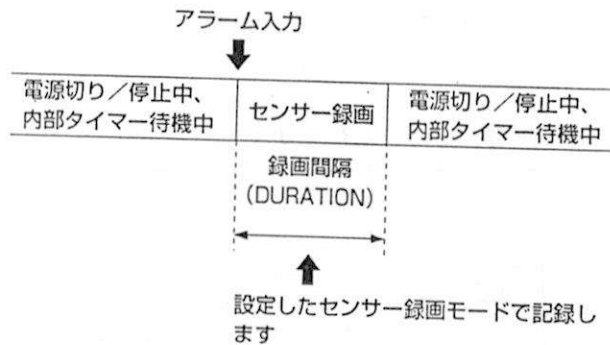 アラーム入力
電源切り／停止中、
内部タイマー待機中
センサー録画
電源切り／停止中、
内部タイマー待機中
録画間隔
(DURATION)
設定したセンサー録画モードで記録し
ます